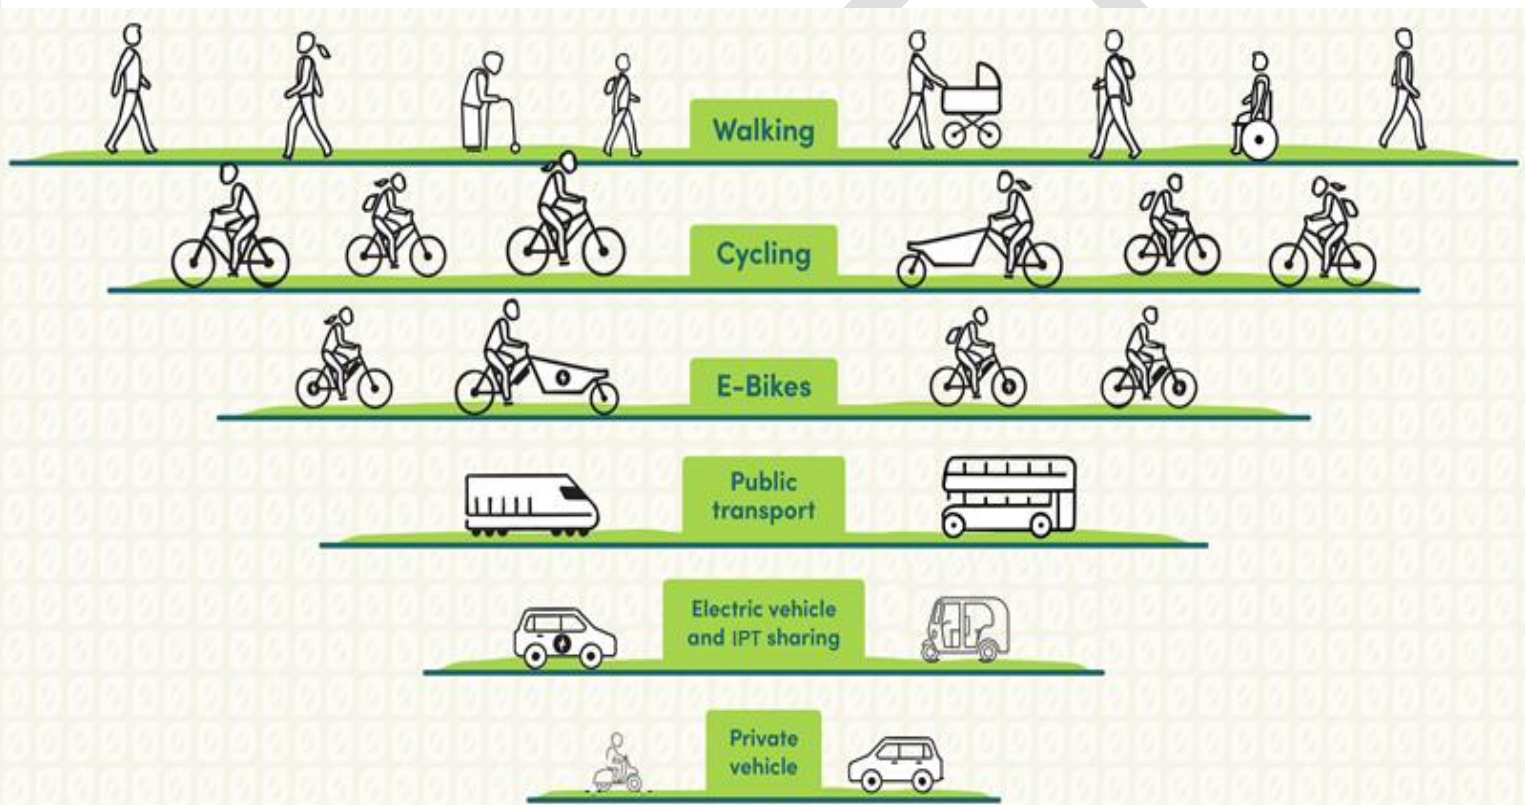 Walking
Cycling
E-Bikes
Public
transport
Electric vehicle
and IPT sharing
Private
vehicle